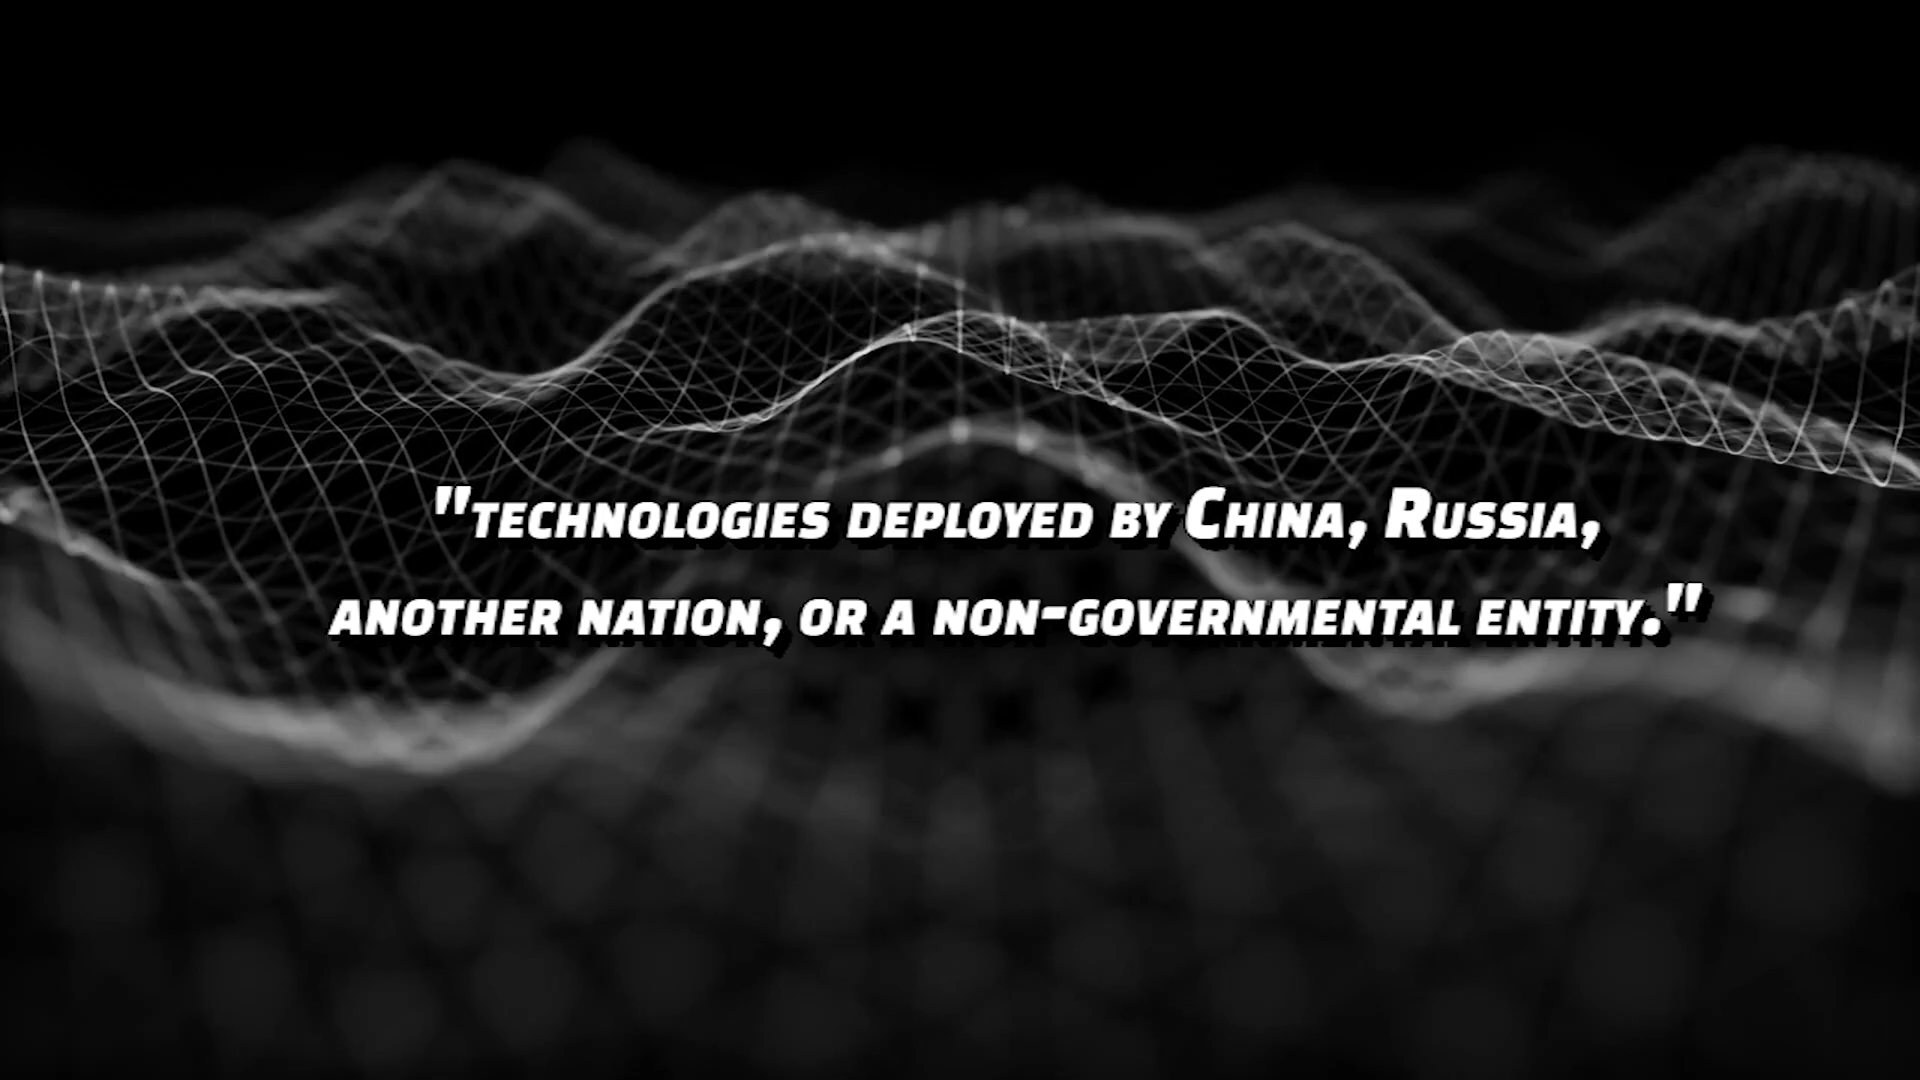 "technologies deployed by China, Russia,
another nation, or a non-governmental entity."